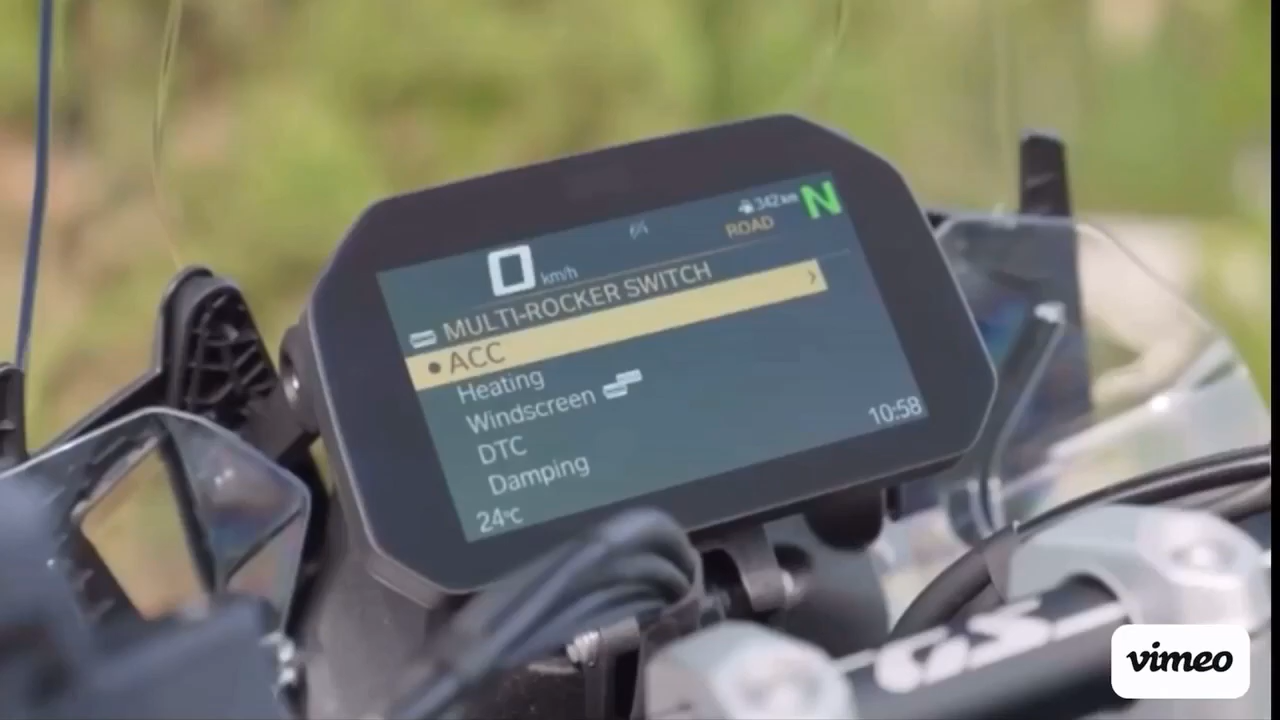 342 km N
0 km/h ROAD
MULTI-ROCKER SWITCH
ACC
Heating
Windscreen
DTC
Damping
24°C 10:58
GS
vimeo